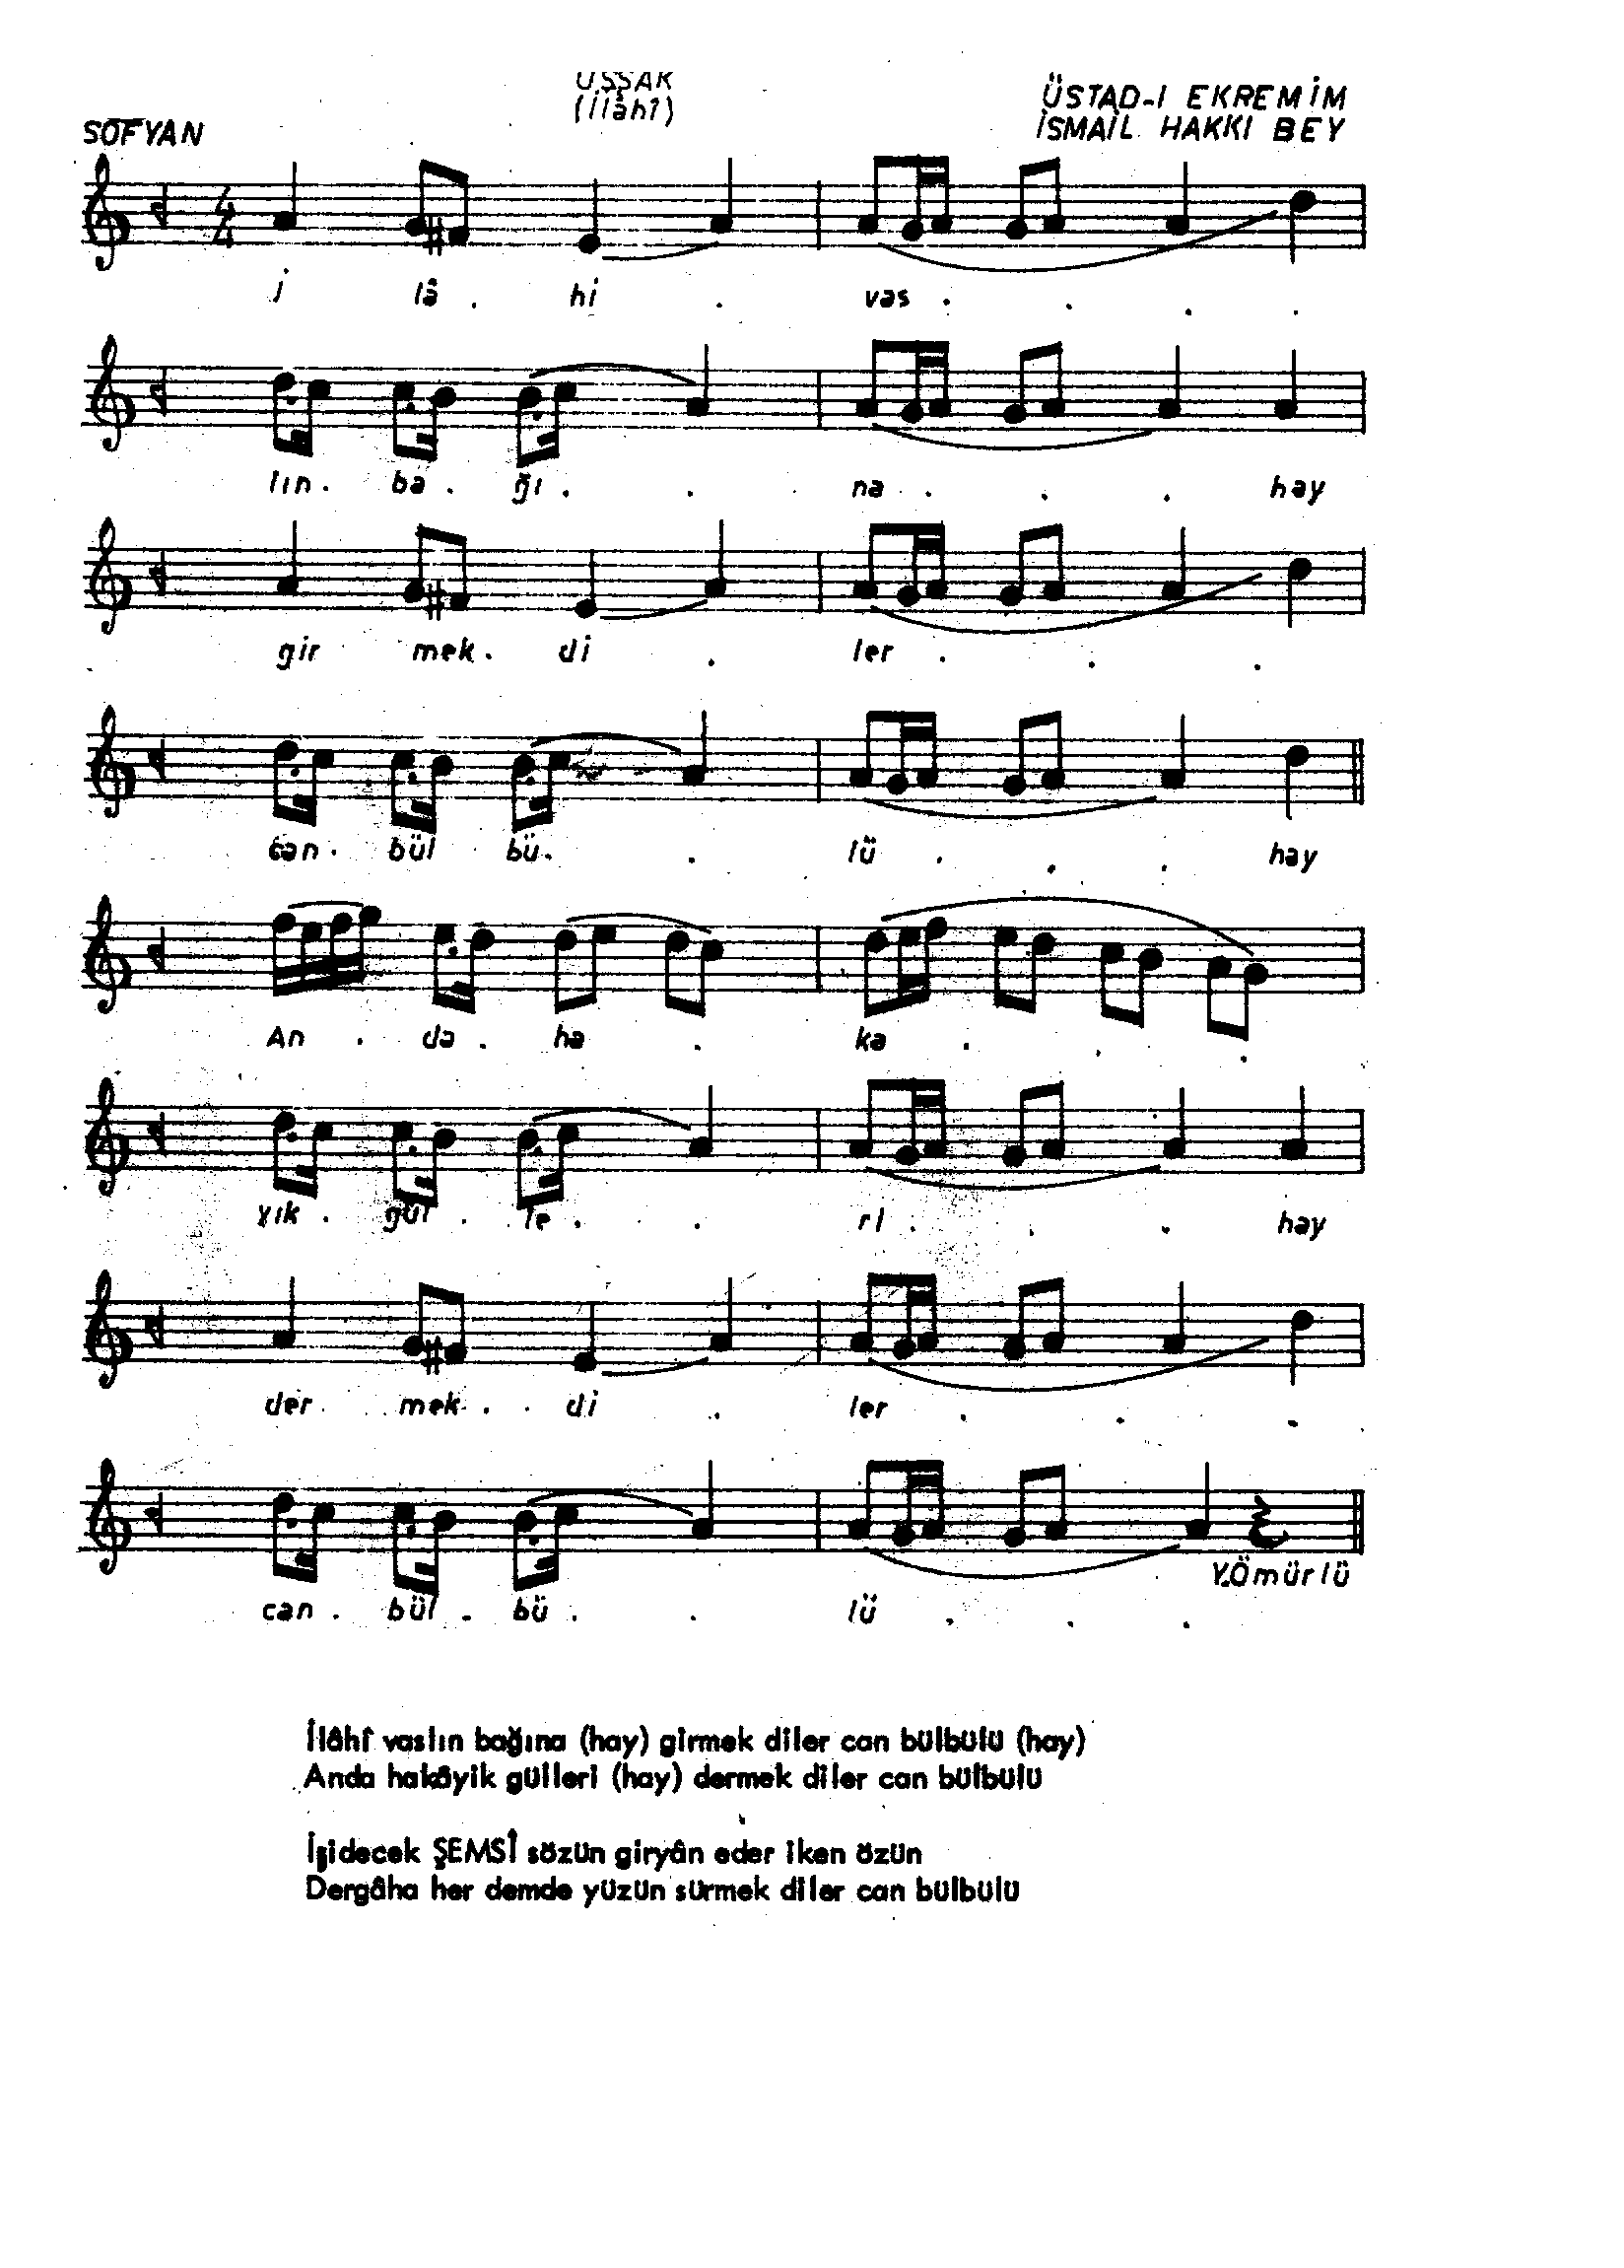 UŞŞAK
(İlâhî)
ÜSTAD-I EKREMİM
İSMAİL HAKKI BEY
SOFYAN
4
4
İ lâ . hi . vas . . . .
lın . ba . ğı . . . na . . . hay
gir mek . di . ler . . .
can . bül bü . . lü . . . hay
An . da . ha . ka . . .
yık . gül . le . . . rı . . . hay
der mek . . di . ler . . .
can . bül . bü . . lü . . .
Y.Ömürlü
İlâhî vaslın bağına (hay) girmek diler can bülbülü (hay)
Anda hakâyik gülleri (hay) dermek diler can bülbülü
İşidecek ŞEMSÎ sözün giryân eder iken özün
Dergâha her demde yüzün sürmek diler can bülbülü